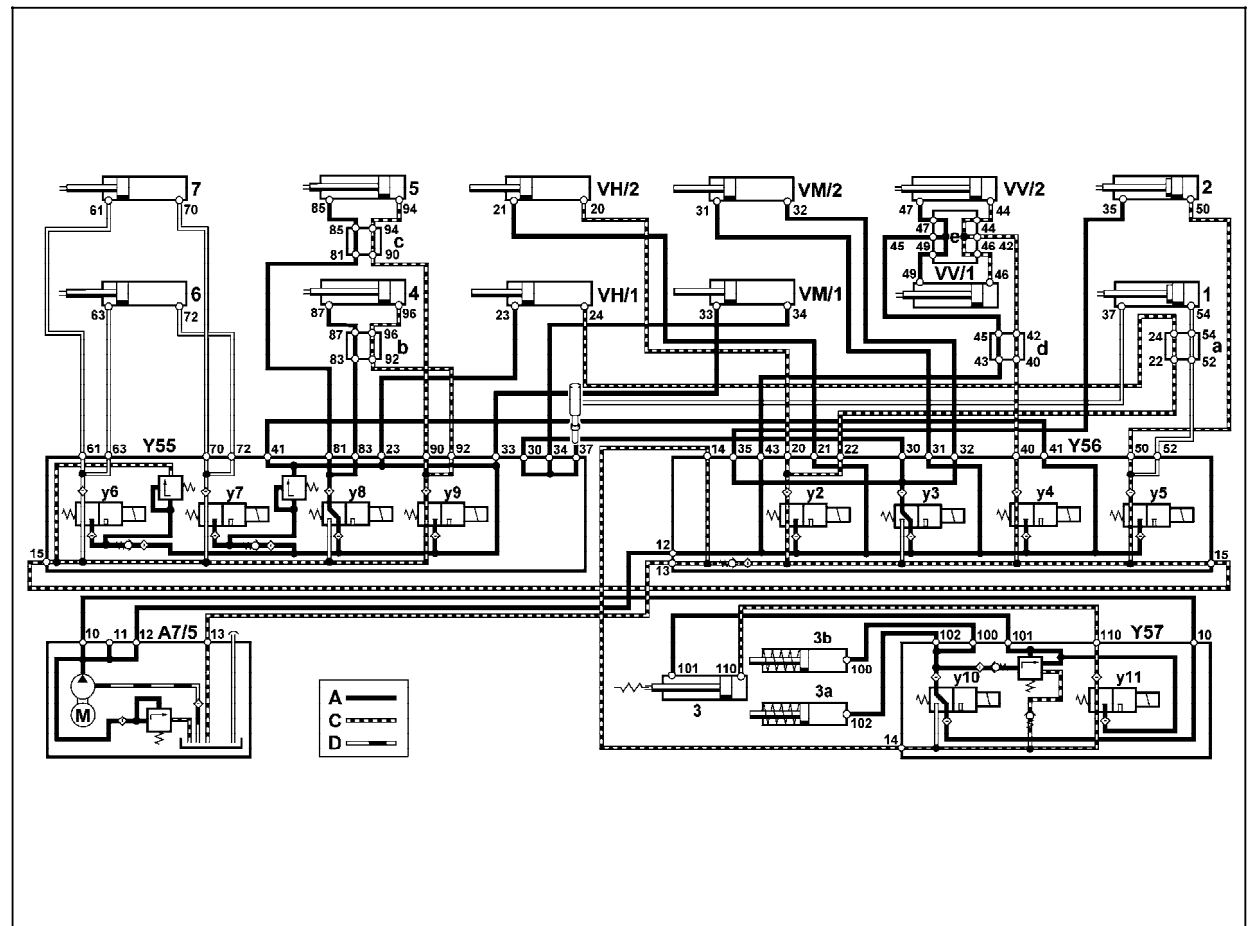 7 5 VH/2 VM/2 VV/2 2
61 70 85 94 21 20 31 32 47 44 35 50
85 94 47 44
c 45 e 42
81 90 49 46
VV/1
6 4 VH/1 VM/1 49 46 1
63 72 87 96 23 24 33 34 37 54
87 96 45 42 24 54
b d a
83 92 43 40 22 52
61 63 Y55 70 72 41 81 83 23 90 92 33 30 34 37 14 35 43 20 21 22 30 31 32 40 41 Y56 50 52
y6 y7 y8 y9 y2 y3 y4 y5
15 12 15
13
10 11 12 A7/5 13 102 100 101 110 Y57 10
3b
101 110 100
A y10 y11
M C 3 3a
D 102
14